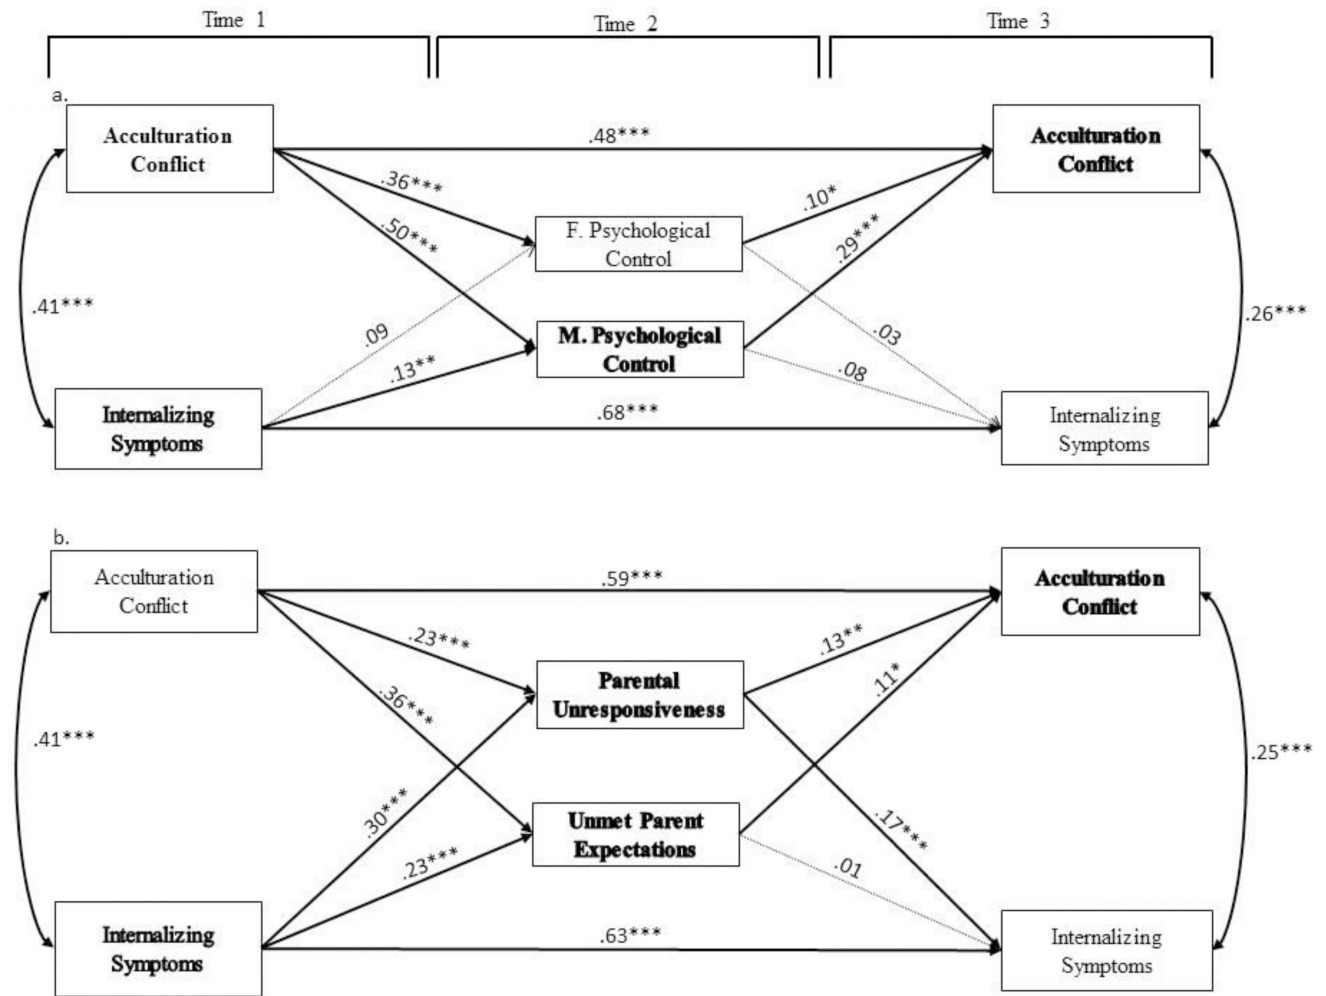 Time 1
Time 2
Time 3
a.
Acculturation
Conflict
.48***
Acculturation
Conflict
.36***
.10*
F. Psychological
Control
.50***
.29***
.41***
.26***
.09
.03
M. Psychological
Control
.13**
.08
Internalizing
Symptoms
.68***
Internalizing
Symptoms
b.
Acculturation
Conflict
.59***
Acculturation
Conflict
.23***
.13**
Parental
Unresponsiveness
.36***
.11*
.41***
.25***
.30***
.17***
Unmet Parent
Expectations
.23***
.01
Internalizing
Symptoms
.63***
Internalizing
Symptoms